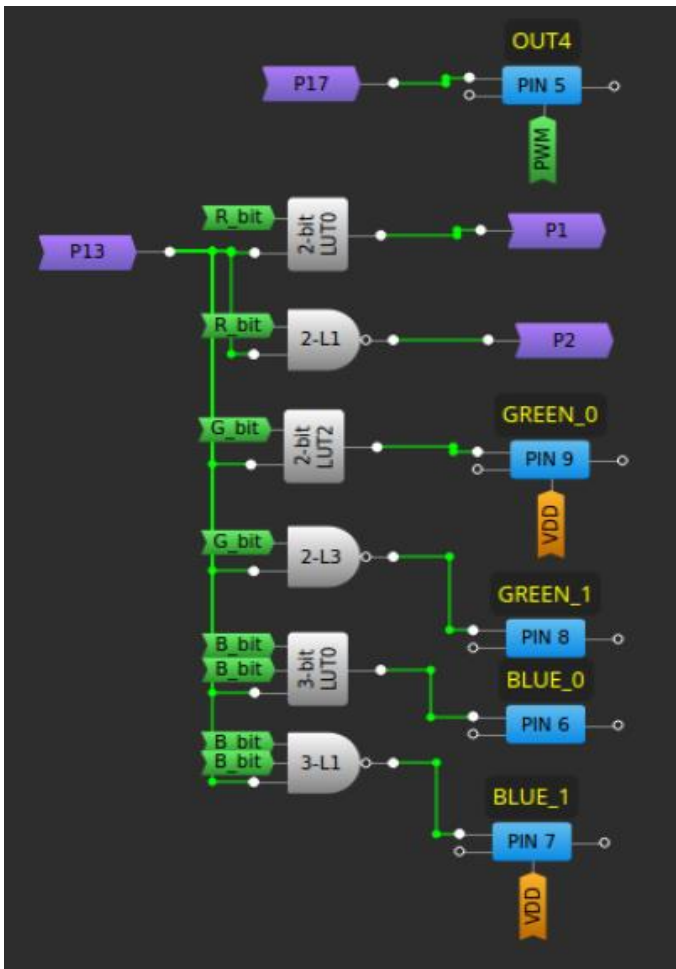 OUT4
P17
PIN 5
PWM
R_bit
2-bit
LUT0
P1
P13
R_bit
2-L1
P2
GREEN_0
G_bit
2-bit
LUT2
PIN 9
VDD
G_bit
2-L3
GREEN_1
PIN 8
B_bit
B_bit
3-bit
LUT0
BLUE_0
PIN 6
B_bit
B_bit
3-L1
BLUE_1
PIN 7
VDD